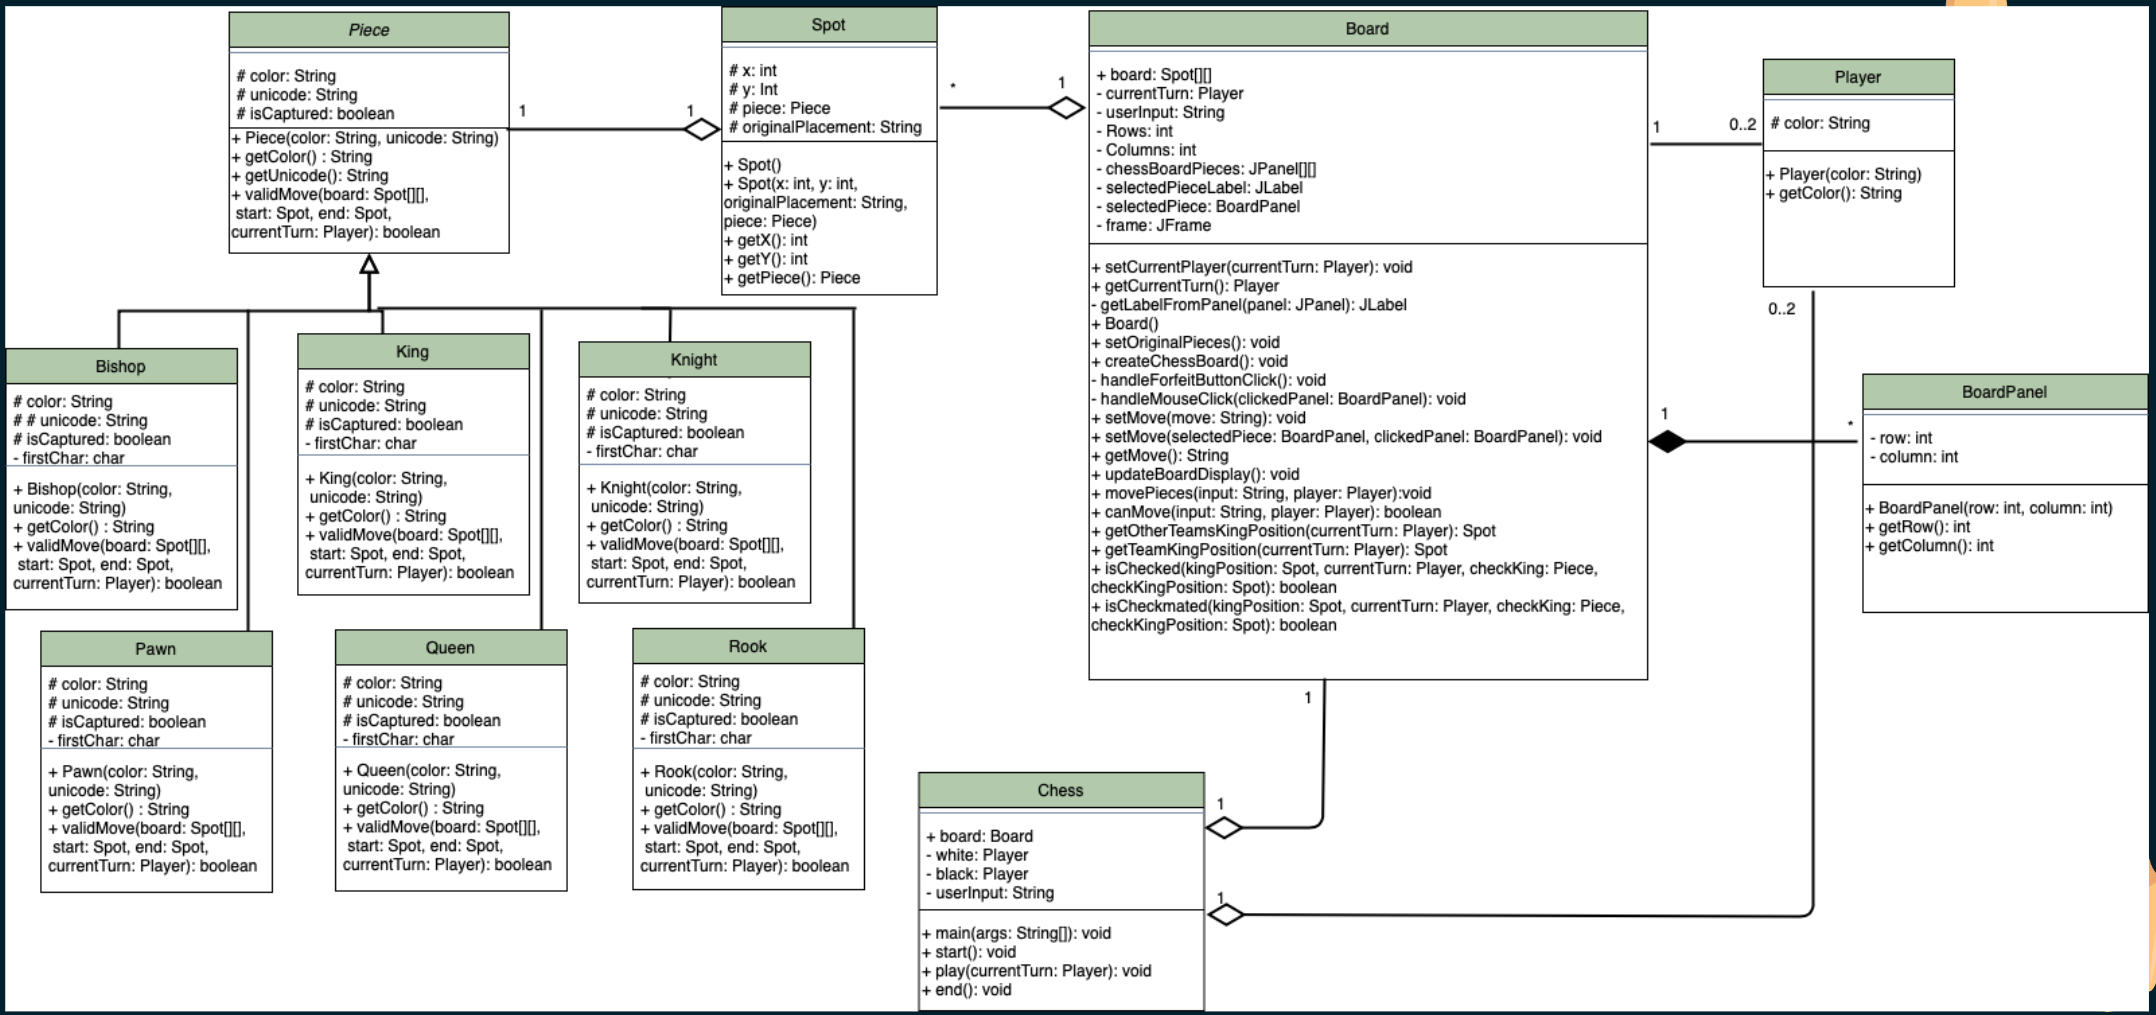 Piece
# color: String
# unicode: String
# isCaptured: boolean
+ Piece(color: String, unicode: String)
+ getColor() : String
+ getUnicode(): String
+ validMove(board: Spot[][],
start: Spot, end: Spot,
currentTurn: Player): boolean
1
1
Spot
# x: int
# y: Int
# piece: Piece
# originalPlacement: String
+ Spot()
+ Spot(x: int, y: int,
originalPlacement: String,
piece: Piece)
+ getX(): int
+ getY(): int
+ getPiece(): Piece
*
1
Board
+ board: Spot[][]
- currentTurn: Player
- userInput: String
- Rows: int
- Columns: int
- chessBoardPieces: JPanel[][]
- selectedPieceLabel: JLabel
- selectedPiece: BoardPanel
- frame: JFrame
+ setCurrentPlayer(currentTurn: Player): void
+ getCurrentTurn(): Player
- getLabelFromPanel(panel: JPanel): JLabel
+ Board()
+ setOriginalPieces(): void
+ createChessBoard(): void
- handleForfeitButtonClick(): void
- handleMouseClick(clickedPanel: BoardPanel): void
+ setMove(move: String): void
+ setMove(selectedPiece: BoardPanel, clickedPanel: BoardPanel): void
+ getMove(): String
+ updateBoardDisplay(): void
+ movePieces(input: String, player: Player):void
+ canMove(input: String, player: Player): boolean
+ getOtherTeamsKingPosition(currentTurn: Player): Spot
+ getTeamKingPosition(currentTurn: Player): Spot
+ isChecked(kingPosition: Spot, currentTurn: Player, checkKing: Piece,
checkKingPosition: Spot): boolean
+ isCheckmated(kingPosition: Spot, currentTurn: Player, checkKing: Piece,
checkKingPosition: Spot): boolean
1
0..2
Player
# color: String
+ Player(color: String)
+ getColor(): String
0..2
1
*
BoardPanel
- row: int
- column: int
+ BoardPanel(row: int, column: int)
+ getRow(): int
+ getColumn(): int
Bishop
# color: String
# # unicode: String
# isCaptured: boolean
- firstChar: char
+ Bishop(color: String,
unicode: String)
+ getColor() : String
+ validMove(board: Spot[][],
start: Spot, end: Spot,
currentTurn: Player): boolean
King
# color: String
# unicode: String
# isCaptured: boolean
- firstChar: char
+ King(color: String,
unicode: String)
+ getColor() : String
+ validMove(board: Spot[][],
start: Spot, end: Spot,
currentTurn: Player): boolean
Knight
# color: String
# unicode: String
# isCaptured: boolean
- firstChar: char
+ Knight(color: String,
unicode: String)
+ getColor() : String
+ validMove(board: Spot[][],
start: Spot, end: Spot,
currentTurn: Player): boolean
Pawn
# color: String
# unicode: String
# isCaptured: boolean
- firstChar: char
+ Pawn(color: String,
unicode: String)
+ getColor() : String
+ validMove(board: Spot[][],
start: Spot, end: Spot,
currentTurn: Player): boolean
Queen
# color: String
# unicode: String
# isCaptured: boolean
- firstChar: char
+ Queen(color: String,
unicode: String)
+ getColor() : String
+ validMove(board: Spot[][],
start: Spot, end: Spot,
currentTurn: Player): boolean
Rook
# color: String
# unicode: String
# isCaptured: boolean
- firstChar: char
+ Rook(color: String,
unicode: String)
+ getColor() : String
+ validMove(board: Spot[][],
start: Spot, end: Spot,
currentTurn: Player): boolean
1
1
Chess
+ board: Board
- white: Player
- black: Player
- userInput: String
+ main(args: String[]): void
+ start(): void
+ play(currentTurn: Player): void
+ end(): void
1